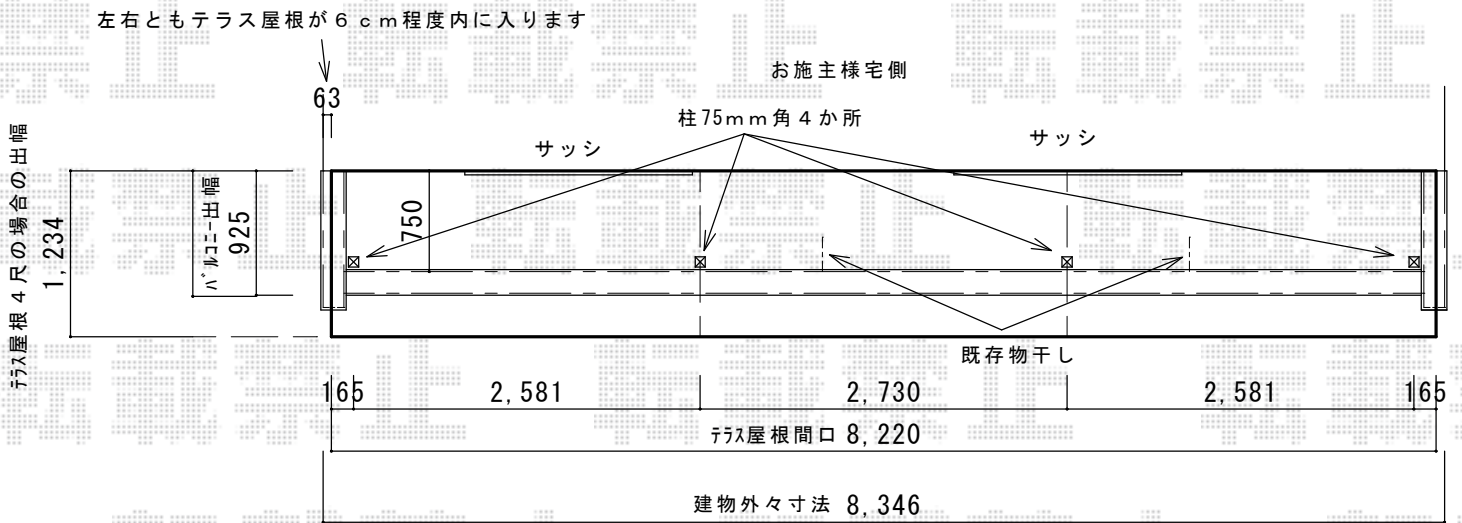 左右ともテラス屋根が6cm程度内に入ります
お施主様宅側
63
柱75mm角4か所
サッシ
サッシ
テラス屋根4尺の場合の出幅
1,234
バルコニー出幅
925
750
既存物干し
165
2,581
2,730
2,581
165
テラス屋根間口 8,220
建物外々寸法 8,346
転載禁止